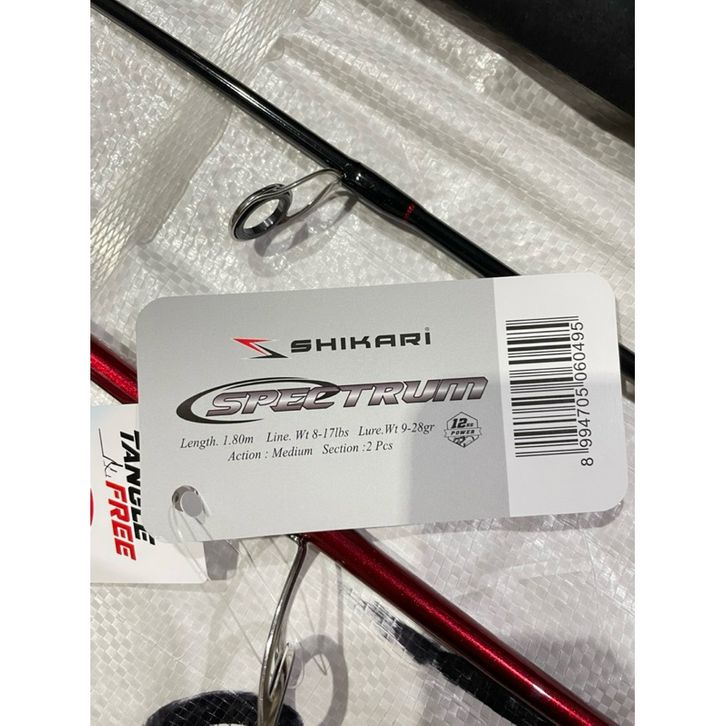 SHIKARI
SPECTRUM
Length. 1.80m Line. Wt 8-17lbs Lure.Wt 9-28gr
Action : Medium Section :2 Pcs
12KG
POWER
8 994705 060495
TANGLE
FREE